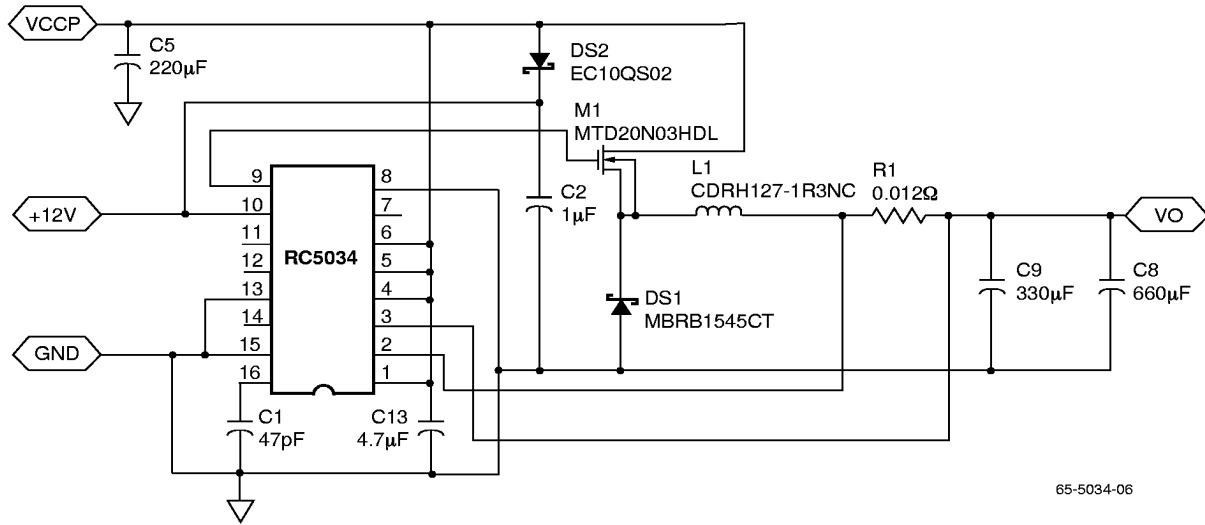 VCCP
C5
220µF
DS2
EC10QS02
M1
MTD20N03HDL
L1
CDRH127-1R3NC
R1
0.012Ω
C2
1µF
+12V
VO
GND
RC5034
9
10
11
12
13
14
15
16
8
7
6
5
4
3
2
1
DS1
MBRB1545CT
C9
330µF
C8
660µF
C1
47pF
C13
4.7µF
65-5034-06